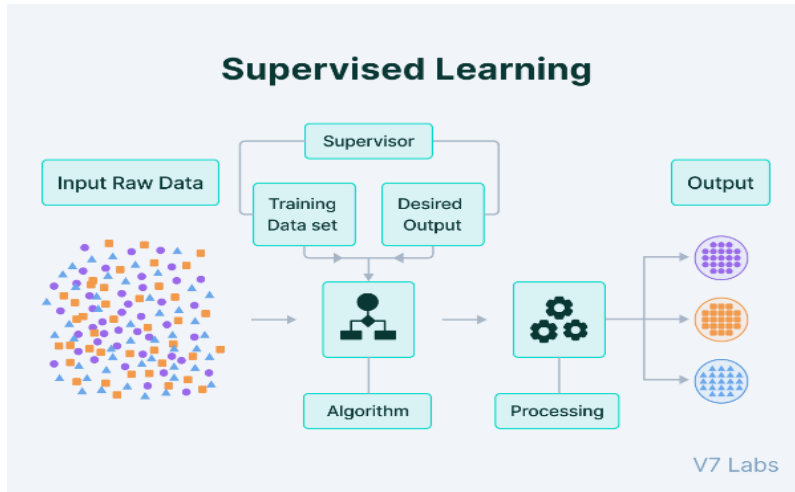 Supervised Learning
Supervisor
Input Raw Data
Training
Data set
Desired
Output
Output
Algorithm
Processing
V7 Labs